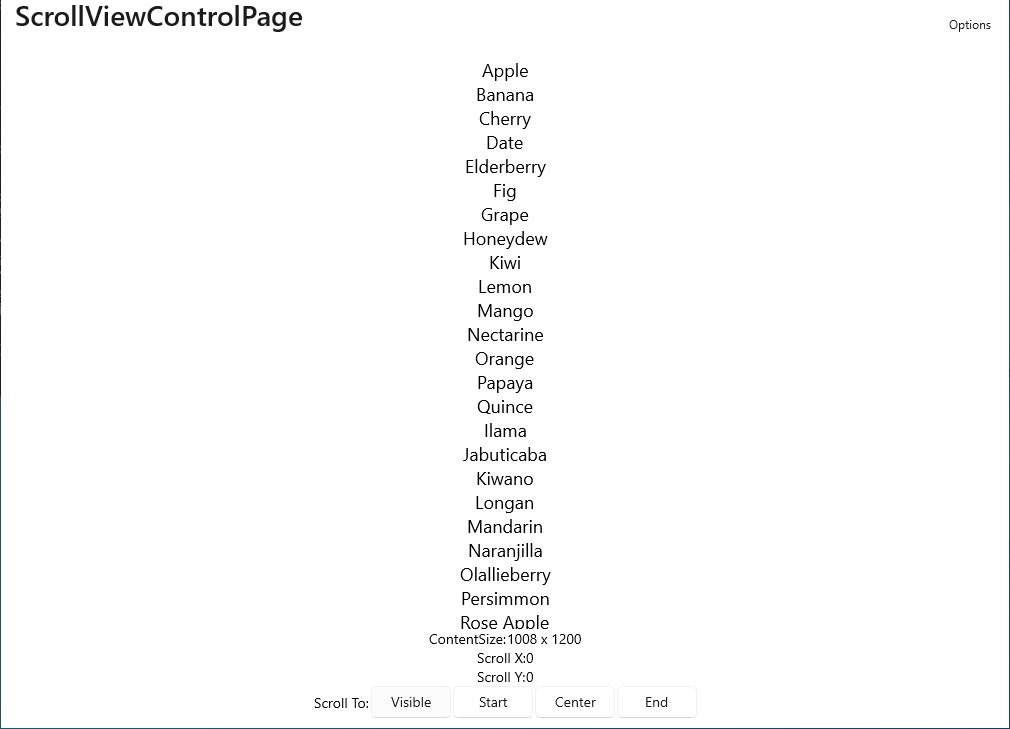 ScrollViewControlPage
Options
Apple
Banana
Cherry
Date
Elderberry
Fig
Grape
Honeydew
Kiwi
Lemon
Mango
Nectarine
Orange
Papaya
Quince
Ilama
Jabuticaba
Kiwano
Longan
Mandarin
Naranjilla
Olallieberry
Persimmon
Rose Apple
ContentSize:1008 x 1200
Scroll X:0
Scroll Y:0
Scroll To: Visible Start Center End